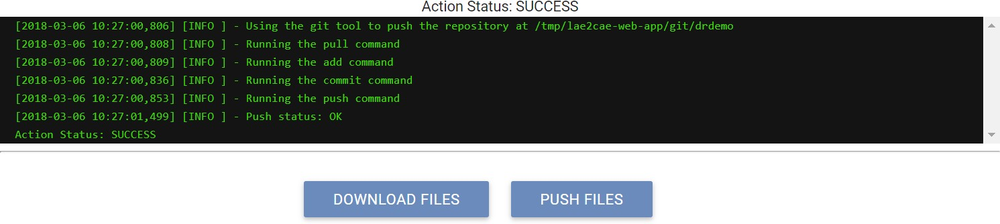 Action Status: SUCCESS
[2018-03-06 10:27:00,806] [INFO ] - Using the git tool to push the repository at /tmp/lae2cae-web-app/git/drdemo
[2018-03-06 10:27:00,808] [INFO ] - Running the pull command
[2018-03-06 10:27:00,809] [INFO ] - Running the add command
[2018-03-06 10:27:00,836] [INFO ] - Running the commit command
[2018-03-06 10:27:00,853] [INFO ] - Running the push command
[2018-03-06 10:27:01,499] [INFO ] - Push status: OK
Action Status: SUCCESS
DOWNLOAD FILES
PUSH FILES